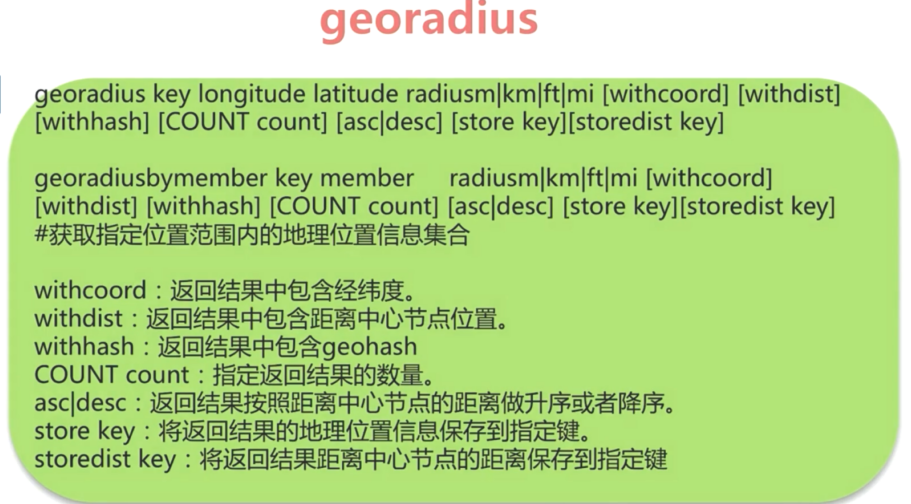 georadius
georadius key longitude latitude radiusm|km|ft|mi [withcoord] [withdist]
[withhash] [COUNT count] [asc|desc] [store key][storedist key]
georadiusbymember key member radiusm|km|ft|mi [withcoord]
[withdist] [withhash] [COUNT count] [asc|desc] [store key][storedist key]
#获取指定位置范围内的地理位置信息集合
withcoord：返回结果中包含经纬度。
withdist：返回结果中包含距离中心节点位置。
withhash：返回结果中包含geohash
COUNT count：指定返回结果的数量。
asc|desc：返回结果按照距离中心节点的距离做升序或者降序。
store key：将返回结果的地理位置信息保存到指定键。
storedist key：将返回结果距离中心节点的距离保存到指定键